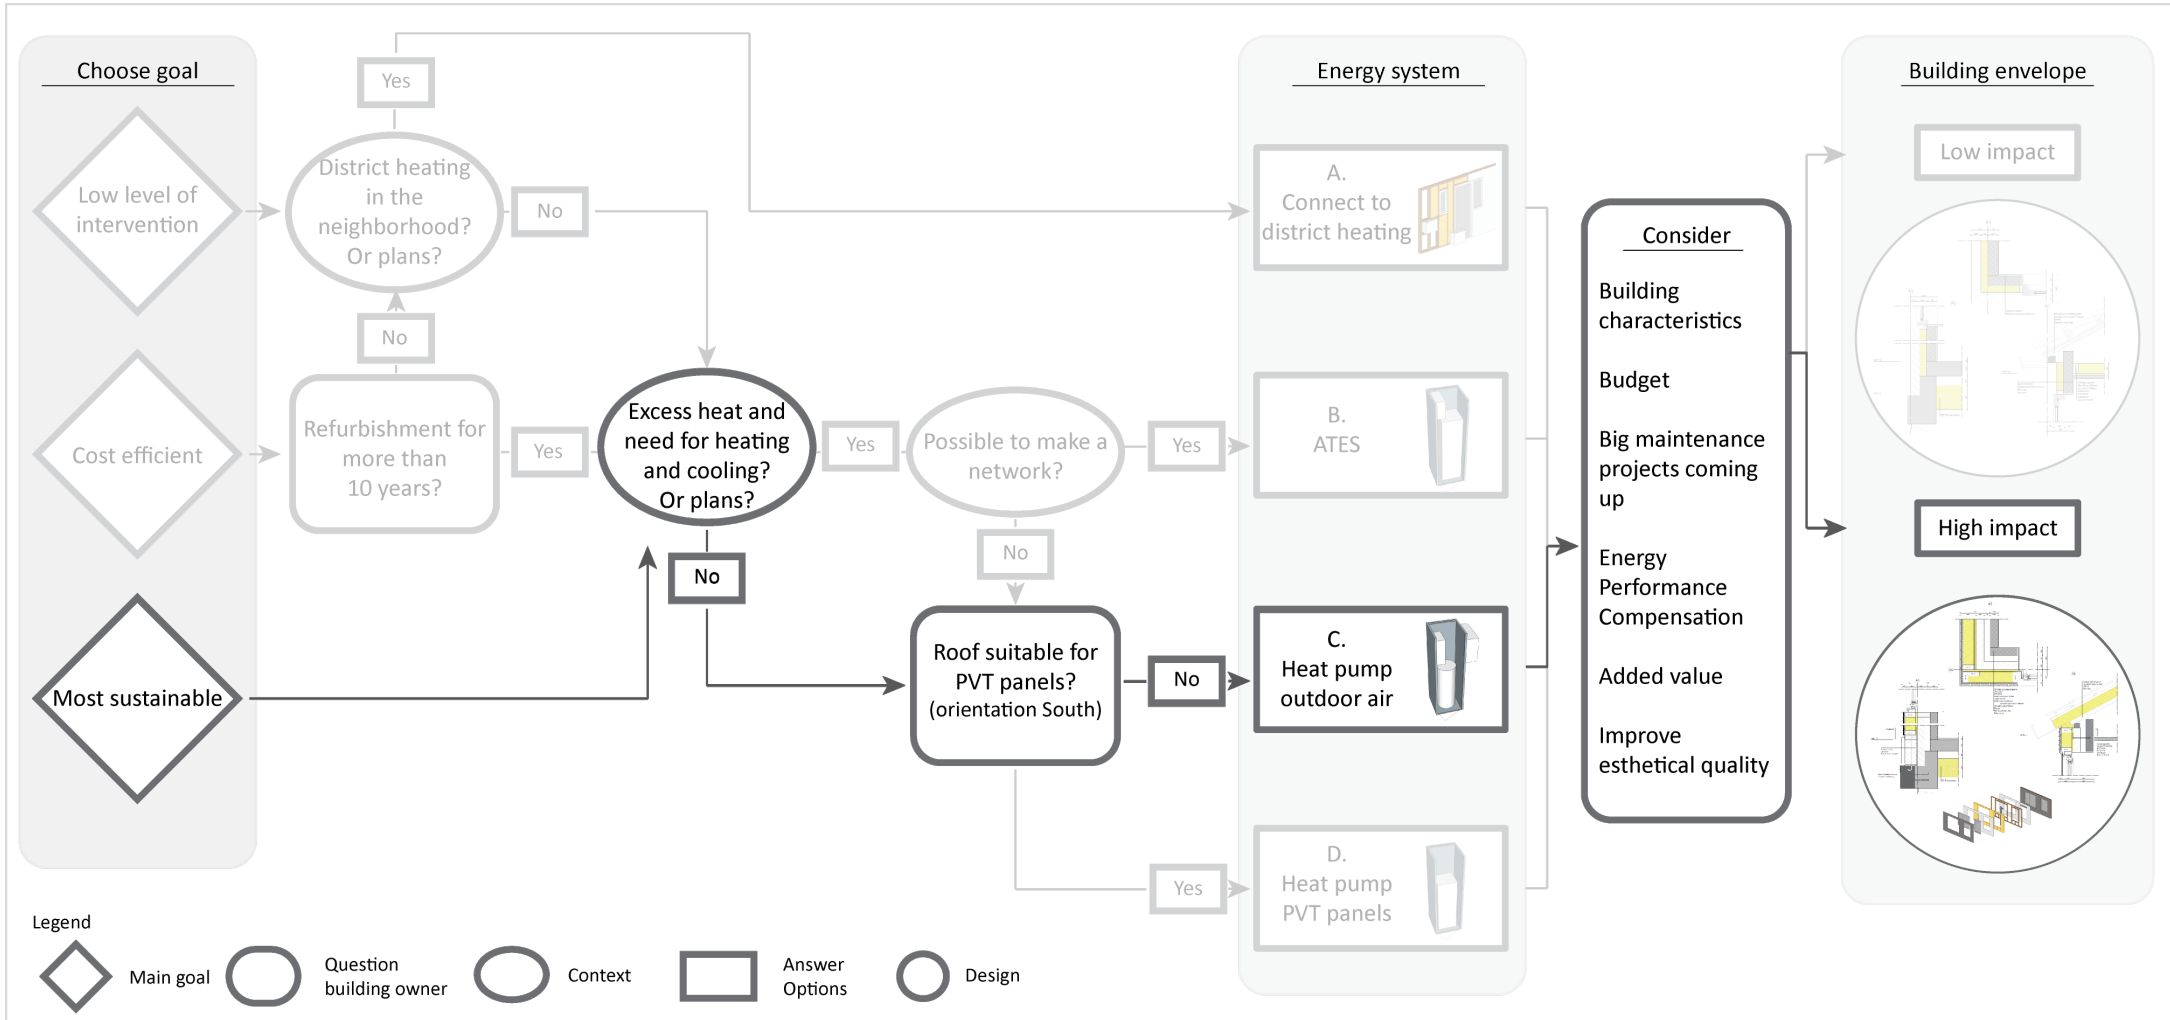 Choose goal
Low level of
intervention
Cost efficient
Most sustainable
Yes
District heating
in the
neighborhood?
Or plans?
No
No
Refurbishment for
more than
10 years?
Yes
Excess heat and
need for heating
and cooling?
Or plans?
No
Yes
Possible to make a
network?
Yes
No
Roof suitable for
PVT panels?
(orientation South)
No
Yes
Energy system
A.
Connect to
district heating
B.
ATES
C.
Heat pump
outdoor air
D.
Heat pump
PVT panels
Consider
Building
characteristics
Budget
Big maintenance
projects coming
up
Energy
Performance
Compensation
Added value
Improve
esthetical quality
Building envelope
Low impact
High impact
Legend
Main goal
Question
building owner
Context
Answer
Options
Design